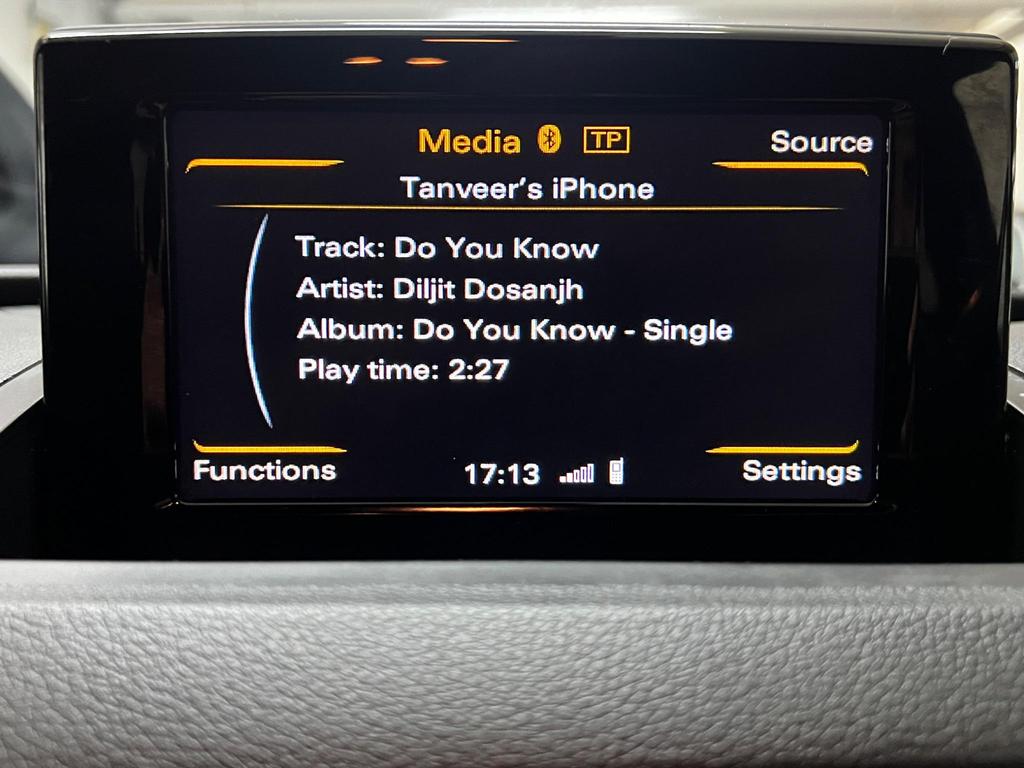 Media TP Source
Tanveer's iPhone
Track: Do You Know
Artist: Diljit Dosanjh
Album: Do You Know - Single
Play time: 2:27
Functions 17:13 Settings